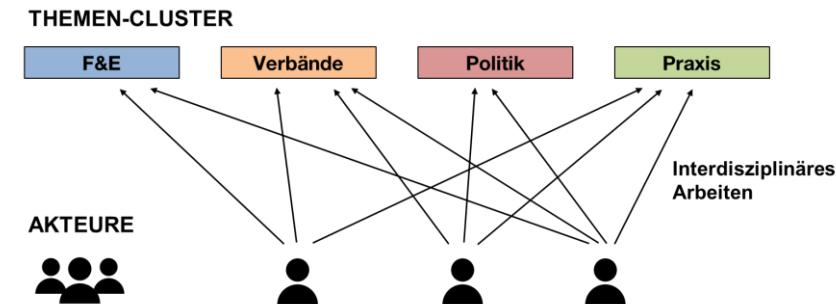 THEMEN-CLUSTER
F&E
Verbände
Politik
Praxis
Interdisziplinäres
Arbeiten
AKTEURE